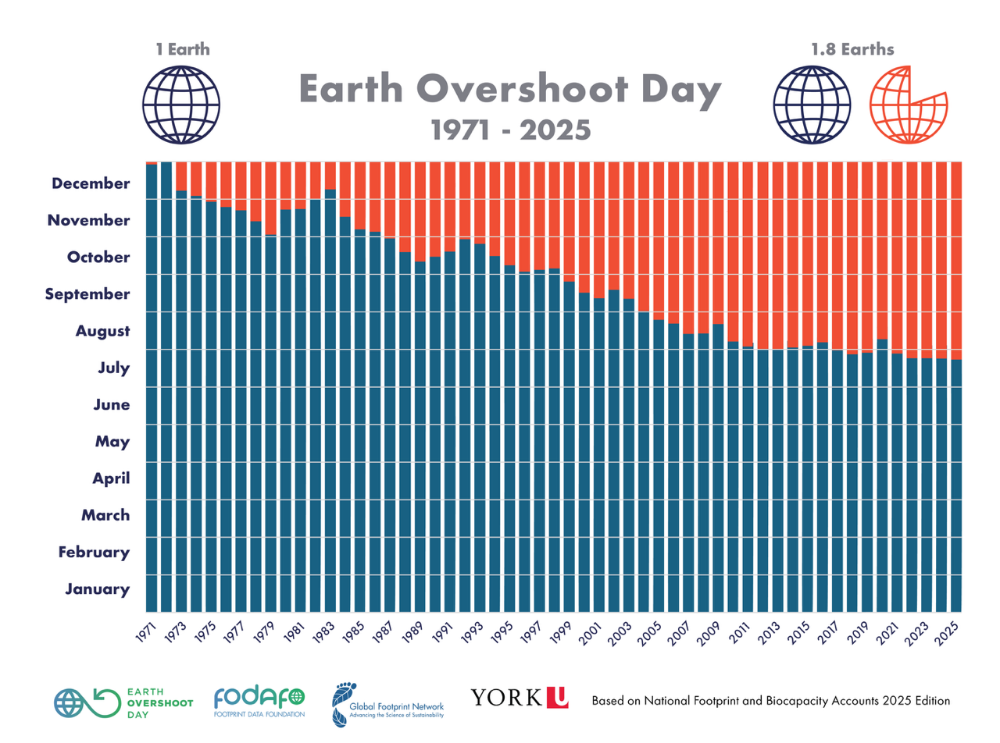 1 Earth
1.8 Earths
Earth Overshoot Day
1971 - 2025
December
November
October
September
August
July
June
May
April
March
February
January
1971
1973
1975
1977
1979
1981
1983
1985
1987
1989
1991
1993
1995
1997
1999
2001
2003
2005
2007
2009
2011
2013
2015
2017
2019
2021
2023
2025
EARTH
OVERSHOOT
DAY
fodafo
FOOTPRINT DATA FOUNDATION
Global Footprint Network
Advancing the Science of Sustainability
YORK U
Based on National Footprint and Biocapacity Accounts 2025 Edition